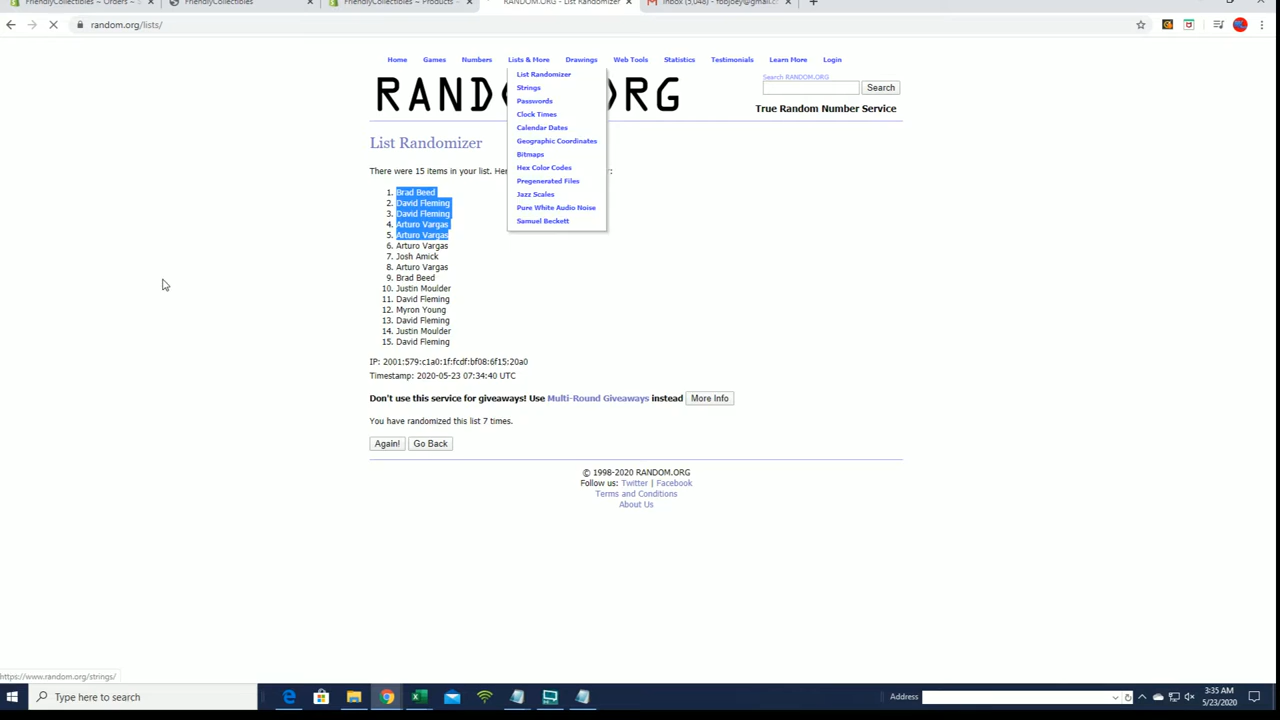 FriendlyCollectibles ~ Orders ~
FriendlyCollectibles
FriendlyCollectibles ~ Products ~
RANDOM.ORG - List Randomizer
random.org/lists/
Home Games Numbers Lists & More Drawings Web Tools Statistics Testimonials Learn More Login
List Randomizer
Strings
Passwords
Clock Times
Calendar Dates
Geographic Coordinates
Bitmaps
Hex Color Codes
Pregenerated Files
Jazz Scales
Pure White Audio Noise
Samuel Beckett
Search RANDOM.ORG
Search
True Random Number Service
List Randomizer
There were 15 items in your list.
1. Brad Beed
2. David Fleming
3. David Fleming
4. Arturo Vargas
5. Arturo Vargas
6. Arturo Vargas
7. Josh Amick
8. Arturo Vargas
9. Brad Beed
10. Justin Moulder
11. David Fleming
12. Myron Young
13. David Fleming
14. Justin Moulder
15. David Fleming
IP: 2001:579:c1a0:1f:fcdf:bf08:6f15:20a0
Timestamp: 2020-05-23 07:34:40 UTC
Don't use this service for giveaways! Use Multi-Round Giveaways instead More Info
You have randomized this list 7 times.
Again! Go Back
© 1998-2020 RANDOM.ORG
Follow us: Twitter | Facebook
Terms and Conditions
About Us
https://www.random.org/strings/
Type here to search
Address
3:35 AM
5/23/2020